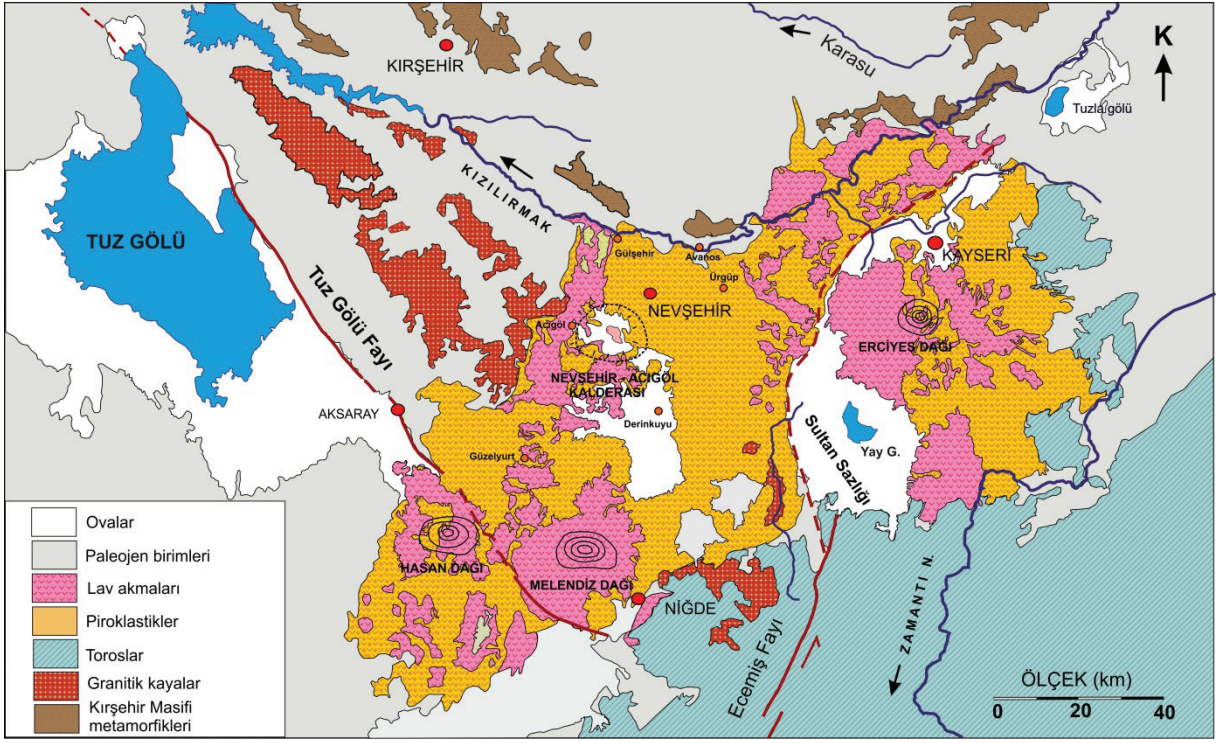 KIRŞEHİR
Karasu
K
Tuzla gölü
KIZILIRMAK
TUZ GÖLÜ
Tuz Gölü Fayı
Gülşehir
Avanos
KAYSERİ
Ürgüp
NEVŞEHİR
Acıgöl
ERCİYEŞ DAĞI
NEVŞEHİR - ACIGÖL
KALDERASI
AKSARAY
Derinkuyu
Sultan Sazlığı
Yay G.
Güzelyurt
HASAN DAĞI
MELENDİZ DAĞI
NİĞDE
Ecemiş Fayı
ZAMANTI N.
Ovalar
Paleojen birimleri
Lav akmaları
Piroklastikler
Toroslar
Granitik kayalar
Kırşehir Masifi
metamorfikleri
ÖLÇEK (km)
0 20 40